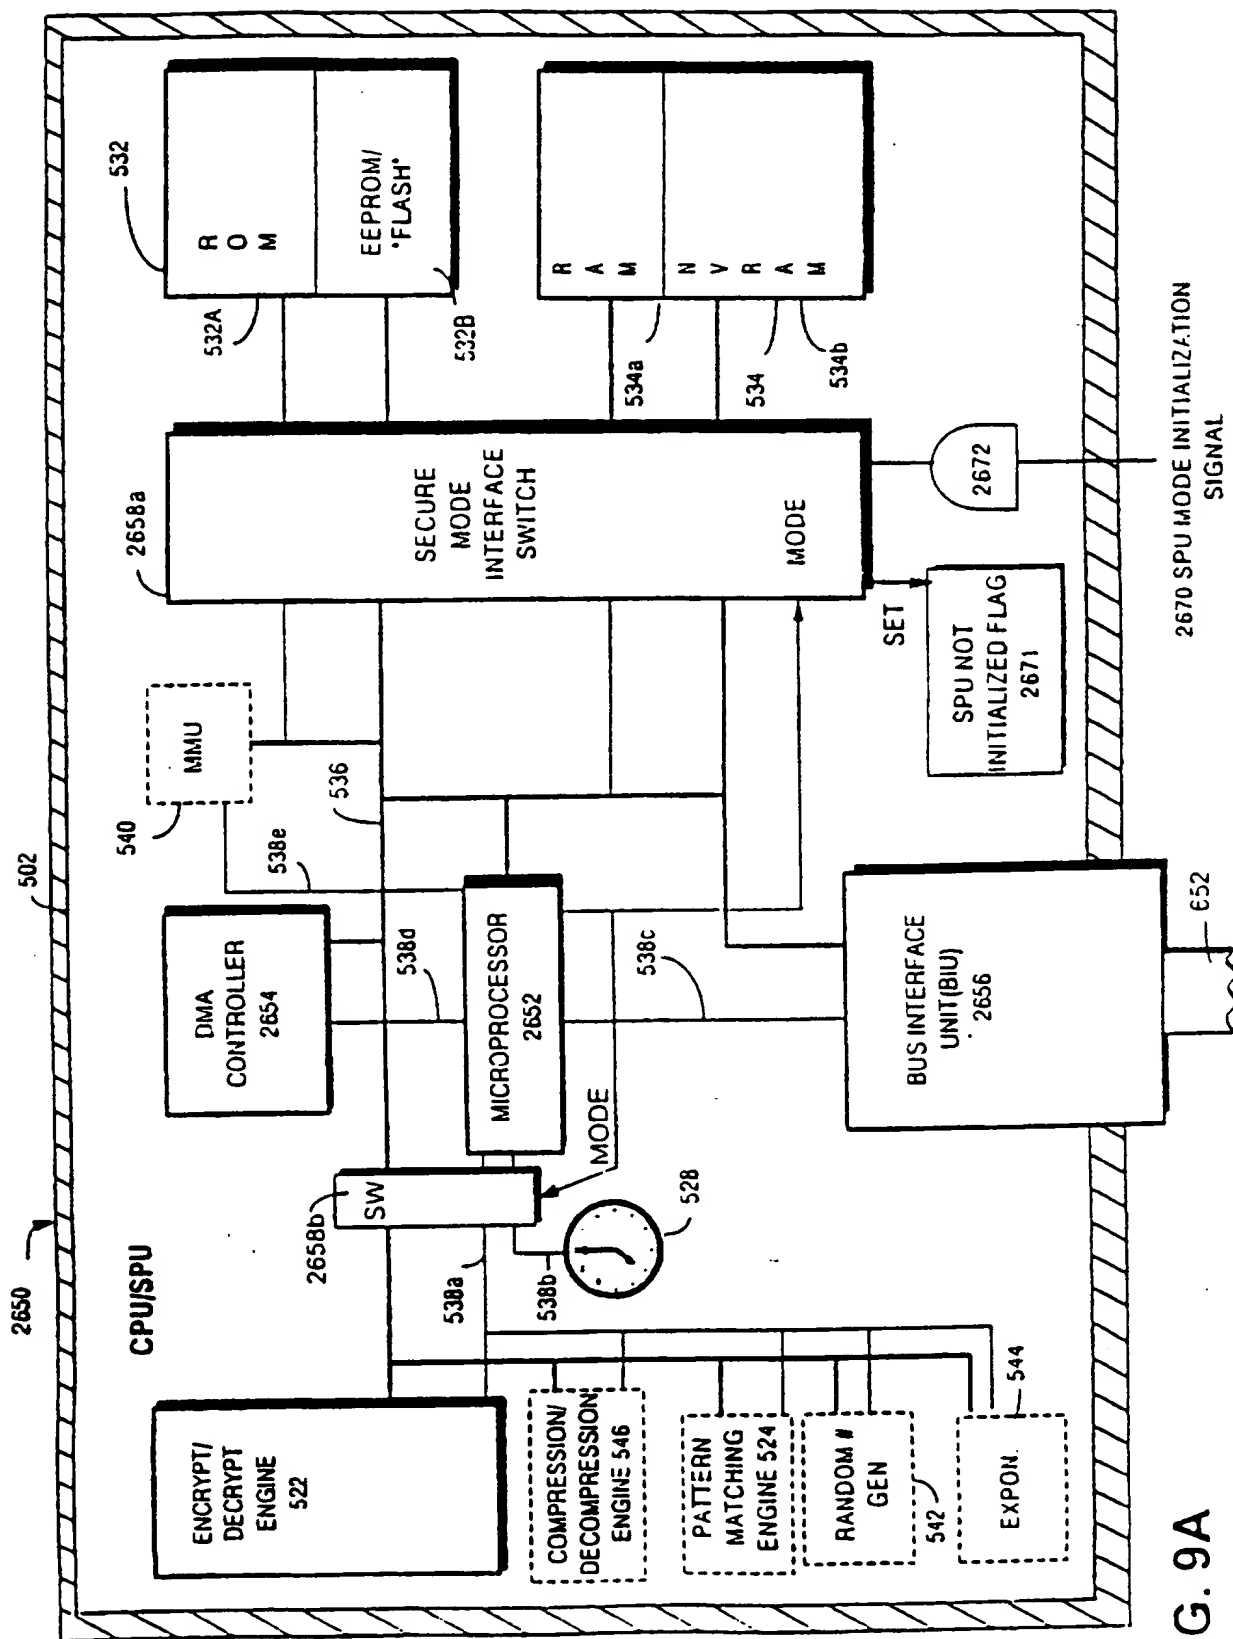 2650
502
CPU/SPU
ENCRYPT/
DECRYPT
ENGINE
522
2658b
SW
DMA
CONTROLLER
2654
540
MMU
2658a
532
R
O
M
EEPROM/
"FLASH"
532A
532B
538a
538b
528
MODE
538d
538e
536
MICROPROCESSOR
2652
538c
SECURE
MODE
INTERFACE
SWITCH
MODE
R
A
M
N
V
R
A
M
534a
534
534b
COMPRESSION/
DECOMPRESSION
ENGINE 546
PATTERN
MATCHING
ENGINE 524
RANDOM #
GEN
542
EXPON.
544
BUS INTERFACE
UNIT(BIU)
2656
652
SET
SPU NOT
INITIALIZED FLAG
2671
2672
2670 SPU MODE INITIALIZATION
SIGNAL
G. 9A